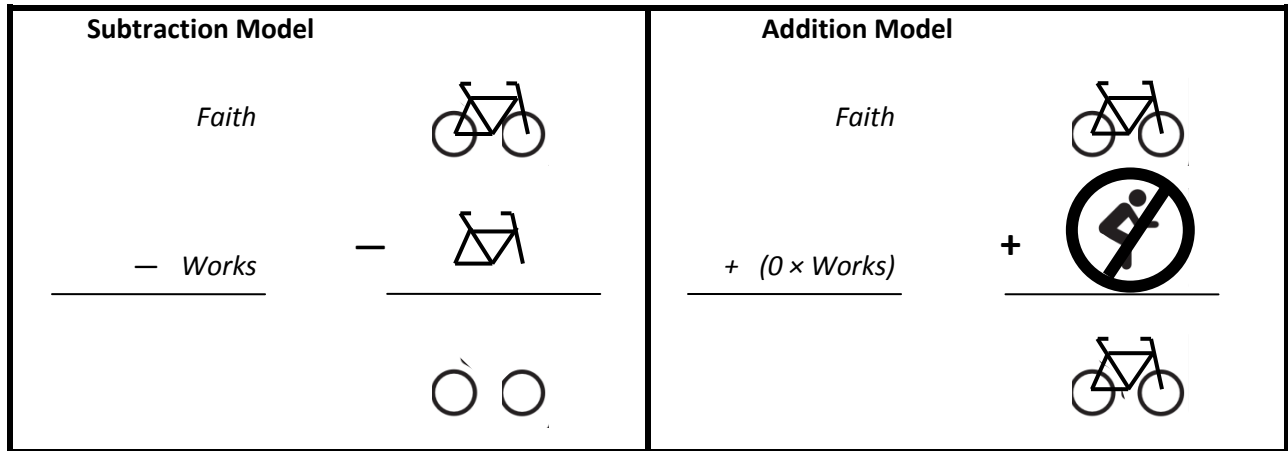 Subtraction Model
Faith
— Works
—
Addition Model
Faith
+ (0 × Works)
+